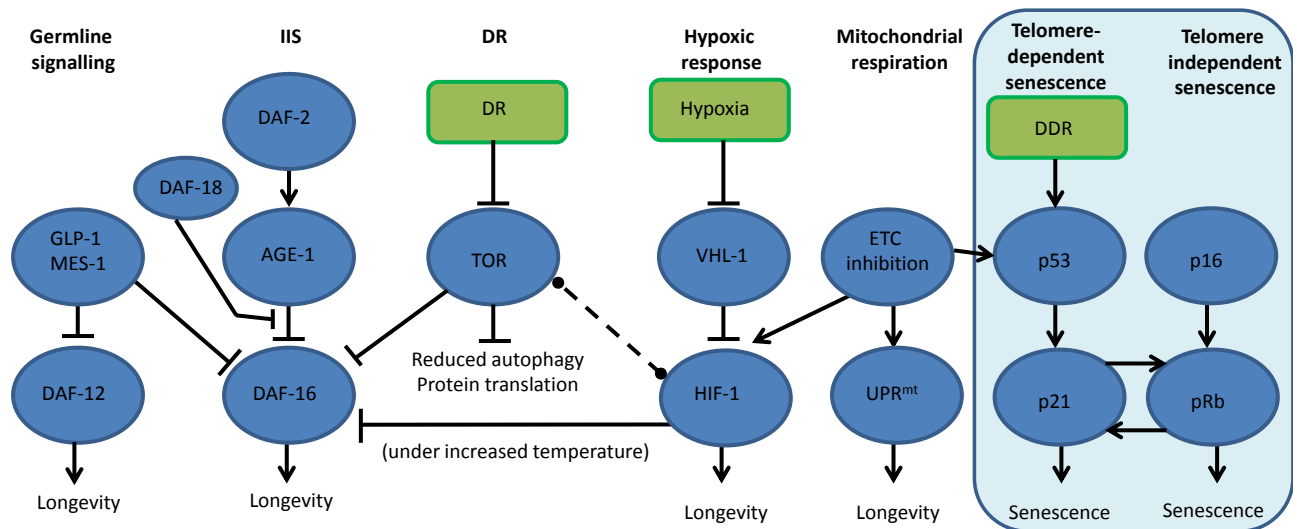 Germline
signalling
IIS
DR
Hypoxic
response
Mitochondrial
respiration
Telomere-
dependent
senescence
Telomere
independent
senescence
DAF-2
DR
Hypoxia
DDR
DAF-18
GLP-1
MES-1
AGE-1
TOR
VHL-1
ETC
inhibition
p53
p16
Reduced autophagy
Protein translation
DAF-12
DAF-16
HIF-1
UPRᵐᵗ
p21
pRb
(under increased temperature)
Longevity
Longevity
Longevity
Longevity
Senescence
Senescence